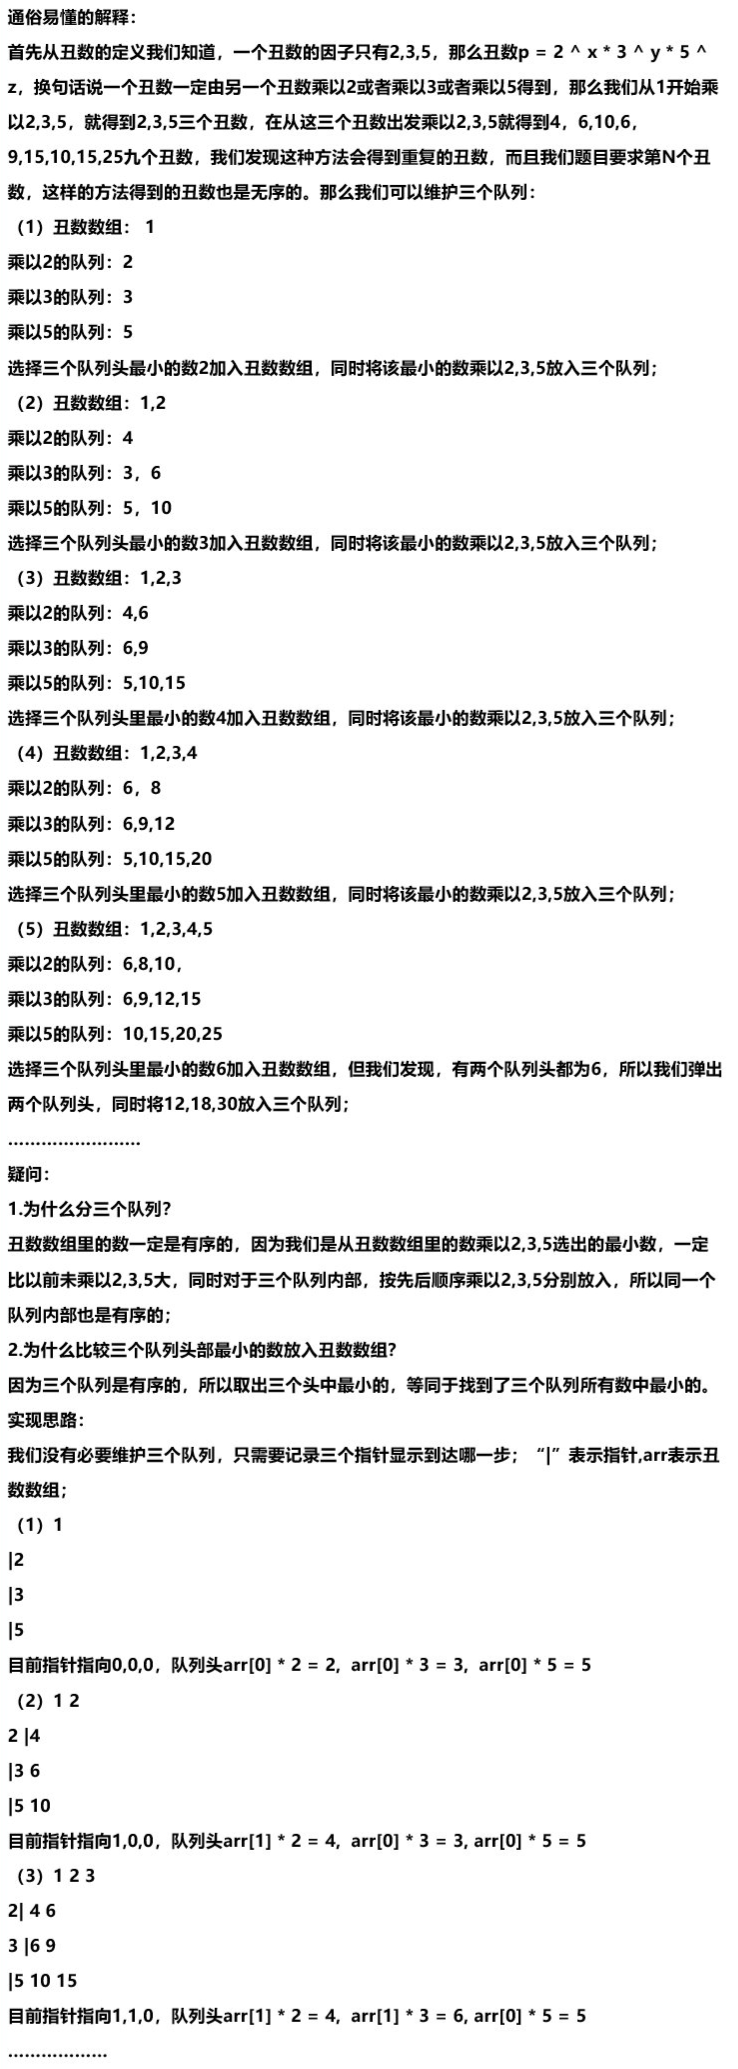 通俗易懂的解释：
首先从丑数的定义我们知道，一个丑数的因子只有2,3,5，那么丑数p = 2 ^ x * 3 ^ y * 5 ^
z，换句话说一个丑数一定由另一个丑数乘以2或者乘以3或者乘以5得到，那么我们从1开始乘
以2,3,5，就得到2,3,5三个丑数，在从这三个丑数出发乘以2,3,5就得到4，6,10,6，
9,15,10,15,25九个丑数，我们发现这种方法会得到重复的丑数，而且我们题目要求第N个丑
数，这样的方法得到的丑数也是无序的。那么我们可以维护三个队列：
（1）丑数数组： 1
乘以2的队列：2
乘以3的队列：3
乘以5的队列：5
选择三个队列头最小的数2加入丑数数组，同时将该最小的数乘以2,3,5放入三个队列；
（2）丑数数组：1,2
乘以2的队列：4
乘以3的队列：3，6
乘以5的队列：5，10
选择三个队列头最小的数3加入丑数数组，同时将该最小的数乘以2,3,5放入三个队列；
（3）丑数数组：1,2,3
乘以2的队列：4,6
乘以3的队列：6,9
乘以5的队列：5,10,15
选择三个队列头里最小的数4加入丑数数组，同时将该最小的数乘以2,3,5放入三个队列；
（4）丑数数组：1,2,3,4
乘以2的队列：6，8
乘以3的队列：6,9,12
乘以5的队列：5,10,15,20
选择三个队列头里最小的数5加入丑数数组，同时将该最小的数乘以2,3,5放入三个队列；
（5）丑数数组：1,2,3,4,5
乘以2的队列：6,8,10，
乘以3的队列：6,9,12,15
乘以5的队列：10,15,20,25
选择三个队列头里最小的数6加入丑数数组，但我们发现，有两个队列头都为6，所以我们弹出
两个队列头，同时将12,18,30放入三个队列；
……………………
疑问：
1.为什么分三个队列？
丑数数组里的数一定是有序的，因为我们是从丑数数组里的数乘以2,3,5选出的最小数，一定
比以前未乘以2,3,5大，同时对于三个队列内部，按先后顺序乘以2,3,5分别放入，所以同一个
队列内部也是有序的；
2.为什么比较三个队列头部最小的数放入丑数数组？
因为三个队列是有序的，所以取出三个头中最小的，等同于找到了三个队列所有数中最小的。
实现思路：
我们没有必要维护三个队列，只需要记录三个指针显示到达哪一步；“|”表示指针,arr表示丑
数数组；
（1）1
|2
|3
|5
目前指针指向0,0,0，队列头arr[0] * 2 = 2, arr[0] * 3 = 3, arr[0] * 5 = 5
（2）1 2
2 |4
|3 6
|5 10
目前指针指向1,0,0，队列头arr[1] * 2 = 4, arr[0] * 3 = 3, arr[0] * 5 = 5
（3）1 2 3
2| 4 6
3 |6 9
|5 10 15
目前指针指向1,1,0，队列头arr[1] * 2 = 4, arr[1] * 3 = 6, arr[0] * 5 = 5
………………